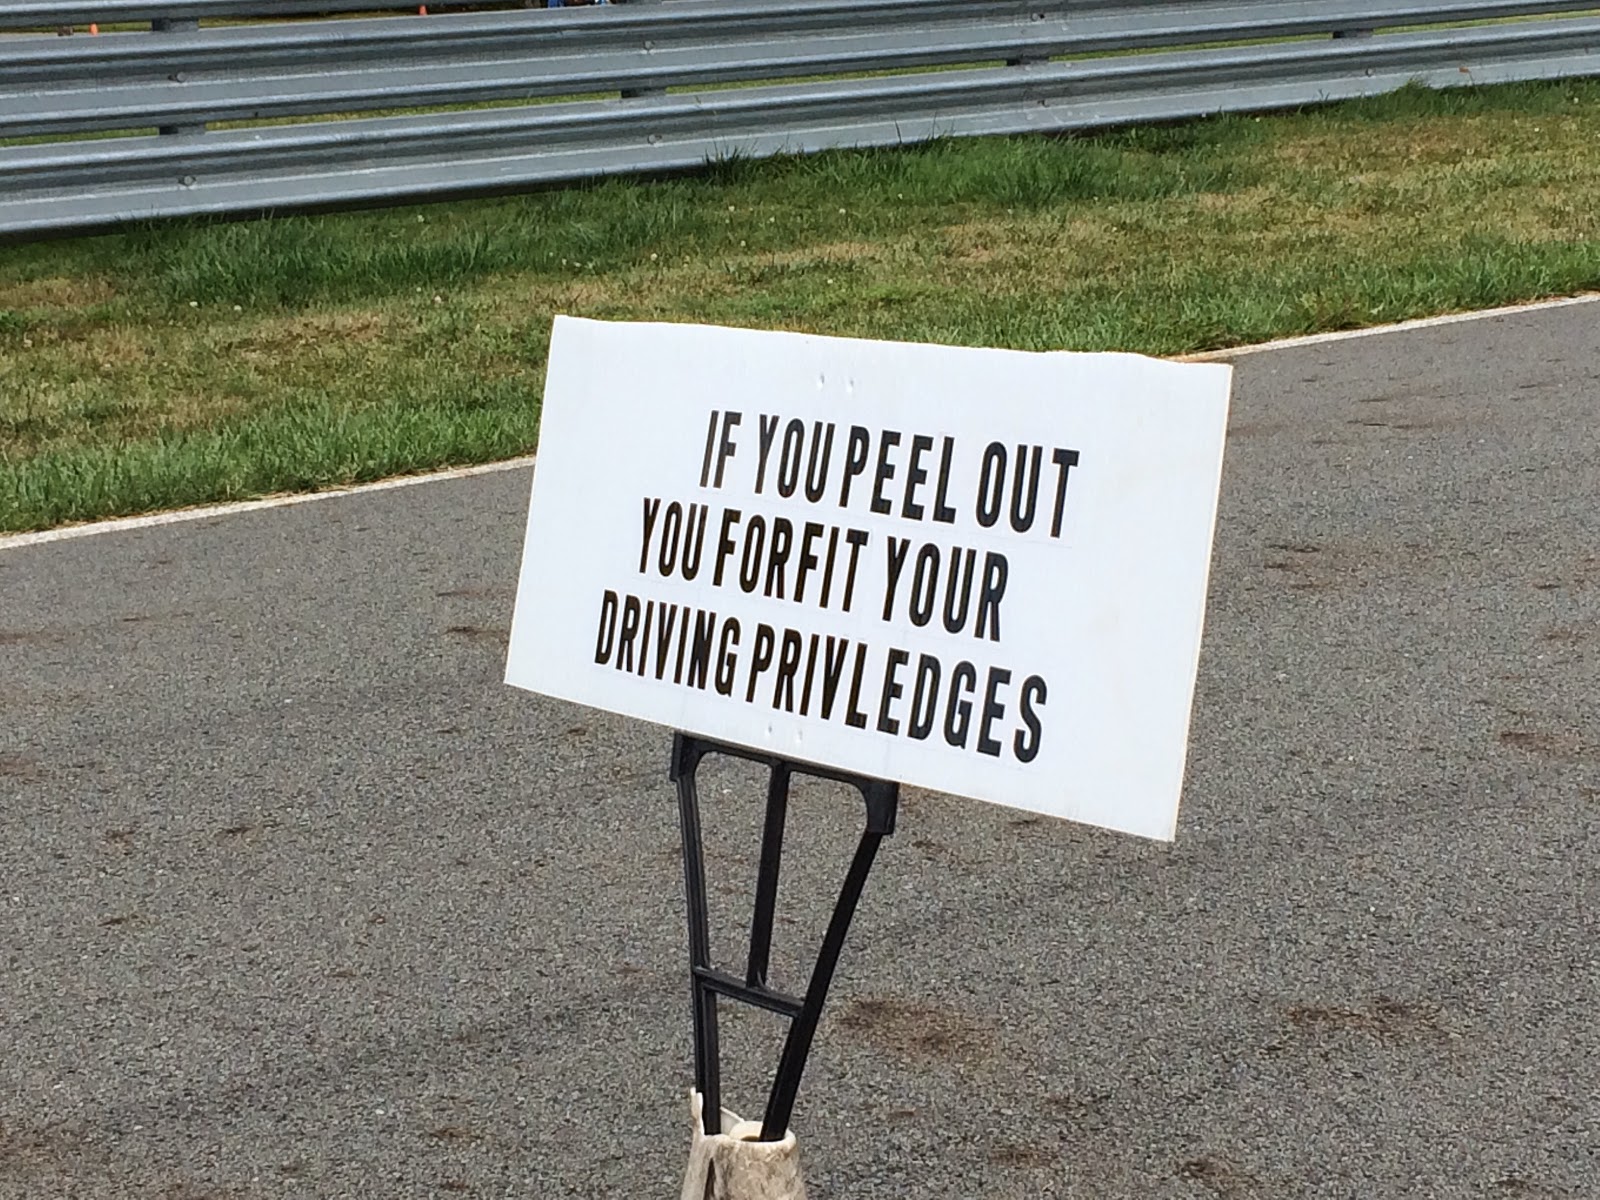 IF YOU PEEL OUT
YOU FORFIT YOUR
DRIVING PRIVLEDGES